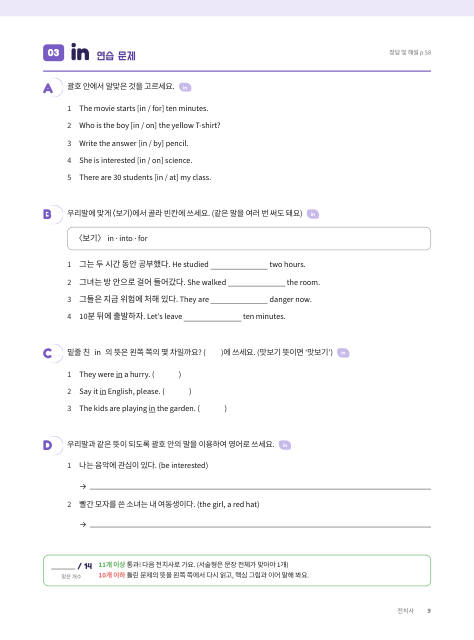 03 in 연습 문제
정답 및 해설 p.58
A 괄호 안에서 알맞은 것을 고르세요. in
1 The movie starts [in / for] ten minutes.
2 Who is the boy [in / on] the yellow T-shirt?
3 Write the answer [in / by] pencil.
4 She is interested [in / on] science.
5 There are 30 students [in / at] my class.
B 우리말에 맞게 〈보기〉에서 골라 빈칸에 쓰세요. (같은 말을 여러 번 써도 돼요) in
〈보기〉 in · into · for
1 그는 두 시간 동안 공부했다. He studied ____________ two hours.
2 그녀는 방 안으로 걸어 들어갔다. She walked ____________ the room.
3 그들은 지금 위험에 처해 있다. They are ____________ danger now.
4 10분 뒤에 출발하자. Let's leave ____________ ten minutes.
C 밑줄 친 in 의 뜻은 왼쪽 쪽의 몇 차일까요? ( )에 쓰세요. (맛보기 뜻이면 '맛보기') in
1 They were in a hurry. ( )
2 Say it in English, please. ( )
3 The kids are playing in the garden. ( )
D 우리말과 같은 뜻이 되도록 괄호 안의 말을 이용하여 영어로 쓰세요. in
1 나는 음악에 관심이 있다. (be interested)
→
2 빨간 모자를 쓴 소녀는 내 여동생이다. (the girl, a red hat)
→
_____ / 14
맞은 개수
11개 이상 통과! 다음 전치사로 가요. (서술형은 문장 전체가 맞아야 1개)
10개 이하 틀린 문제의 뜻을 왼쪽 쪽에서 다시 읽고, 핵심 그림과 이어 말해 봐요.
전치사 9